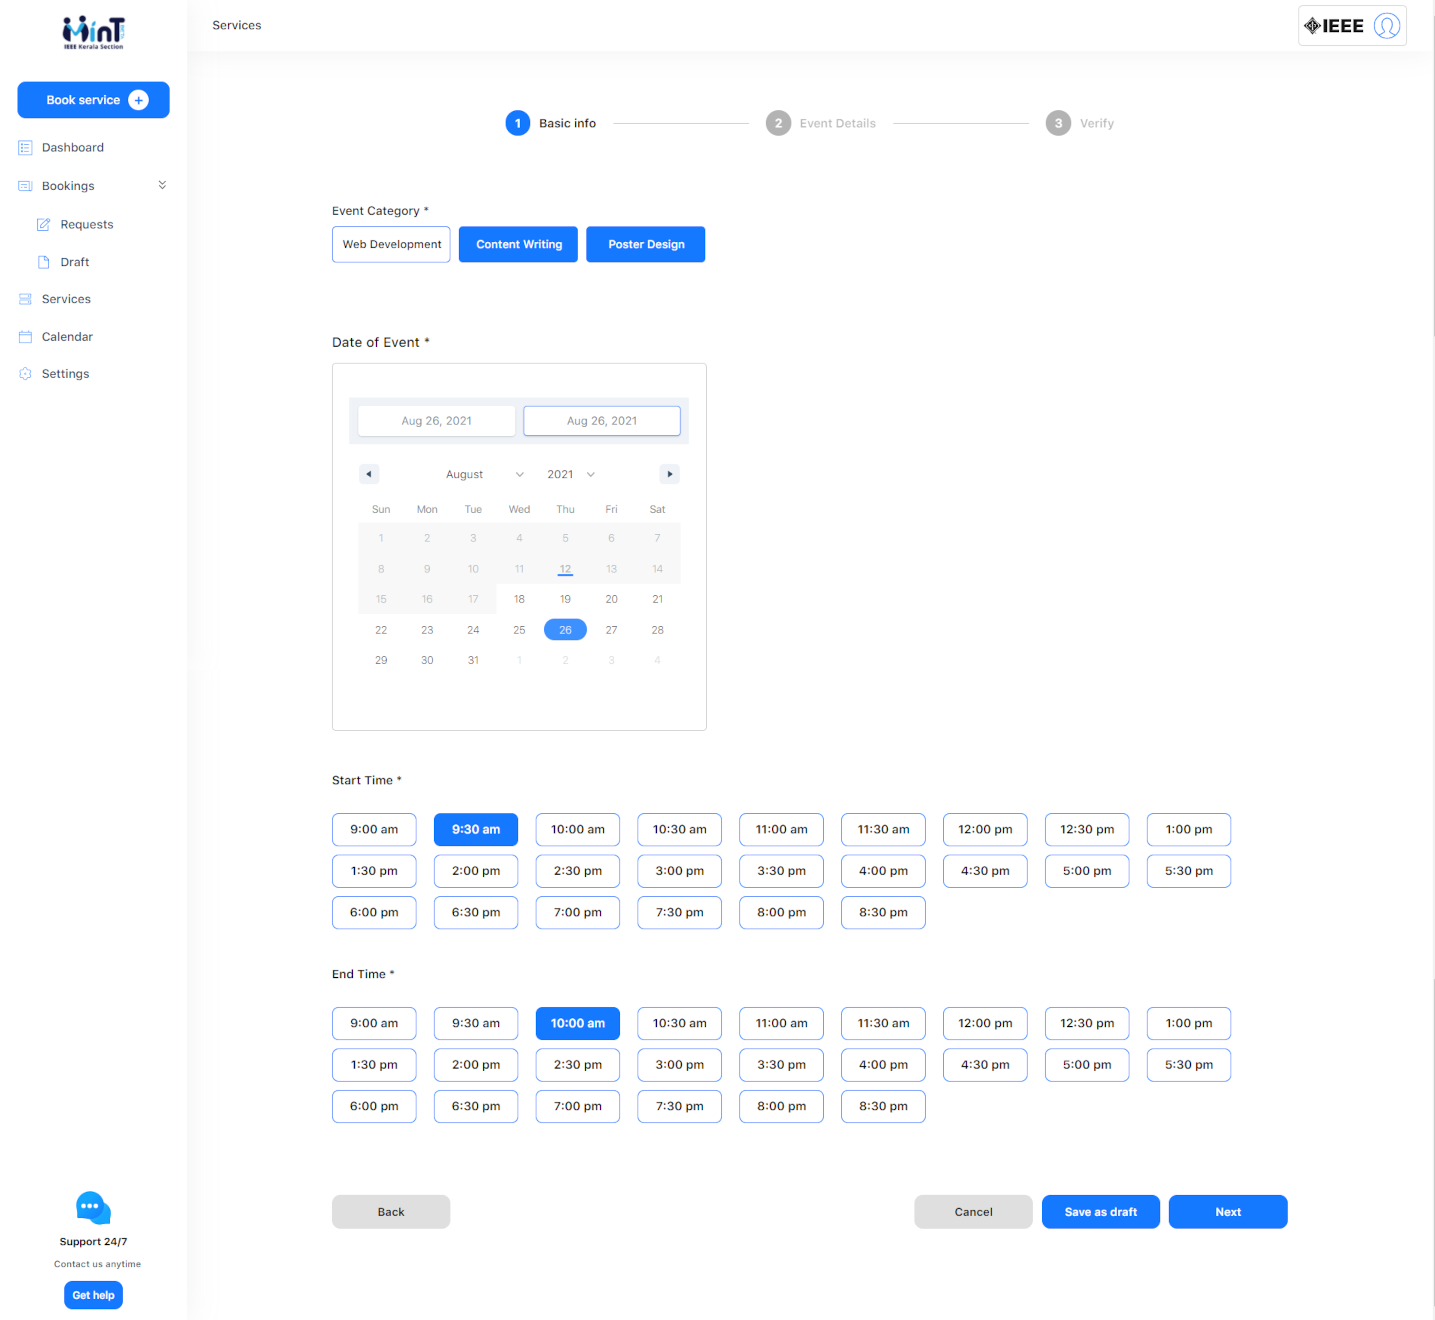 MinT
IEEE Kerala Section
Services
IEEE
Book service +
Dashboard
Bookings
Requests
Draft
Services
Calendar
Settings
1 Basic info
2 Event Details
3 Verify
Event Category *
Web Development Content Writing Poster Design
Date of Event *
Aug 26, 2021 Aug 26, 2021
August 2021
Sun Mon Tue Wed Thu Fri Sat
1 2 3 4 5 6 7
8 9 10 11 12 13 14
15 16 17 18 19 20 21
22 23 24 25 26 27 28
29 30 31 1 2 3 4
Start Time *
9:00 am 9:30 am 10:00 am 10:30 am 11:00 am 11:30 am 12:00 pm 12:30 pm 1:00 pm
1:30 pm 2:00 pm 2:30 pm 3:00 pm 3:30 pm 4:00 pm 4:30 pm 5:00 pm 5:30 pm
6:00 pm 6:30 pm 7:00 pm 7:30 pm 8:00 pm 8:30 pm
End Time *
9:00 am 9:30 am 10:00 am 10:30 am 11:00 am 11:30 am 12:00 pm 12:30 pm 1:00 pm
1:30 pm 2:00 pm 2:30 pm 3:00 pm 3:30 pm 4:00 pm 4:30 pm 5:00 pm 5:30 pm
6:00 pm 6:30 pm 7:00 pm 7:30 pm 8:00 pm 8:30 pm
Back Cancel Save as draft Next
Support 24/7
Contact us anytime
Get help